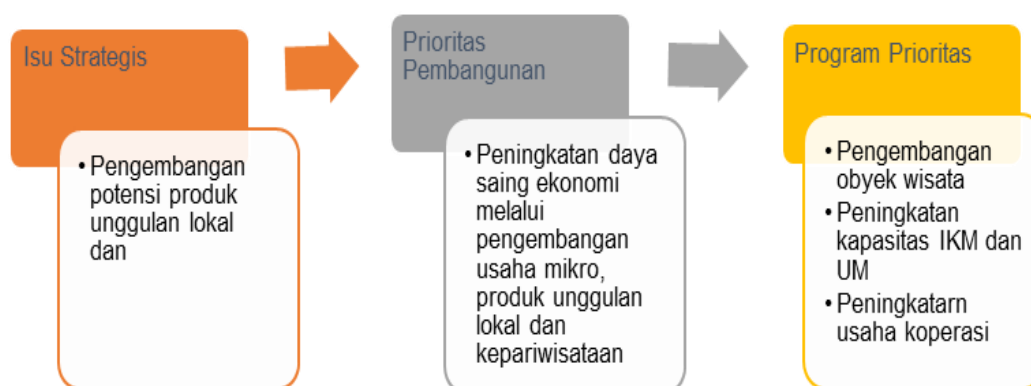 Isu Strategis
• Pengembangan
potensi produk
unggulan lokal
dan
Prioritas
Pembangunan
• Peningkatan daya
saing ekonomi
melalui
pengembangan
usaha mikro,
produk unggulan
lokal dan
kepariwisataan
Program Prioritas
• Pengembangan
obyek wisata
• Peningkatan
kapasitas IKM dan
UM
• Peningkatarn
usaha koperasi